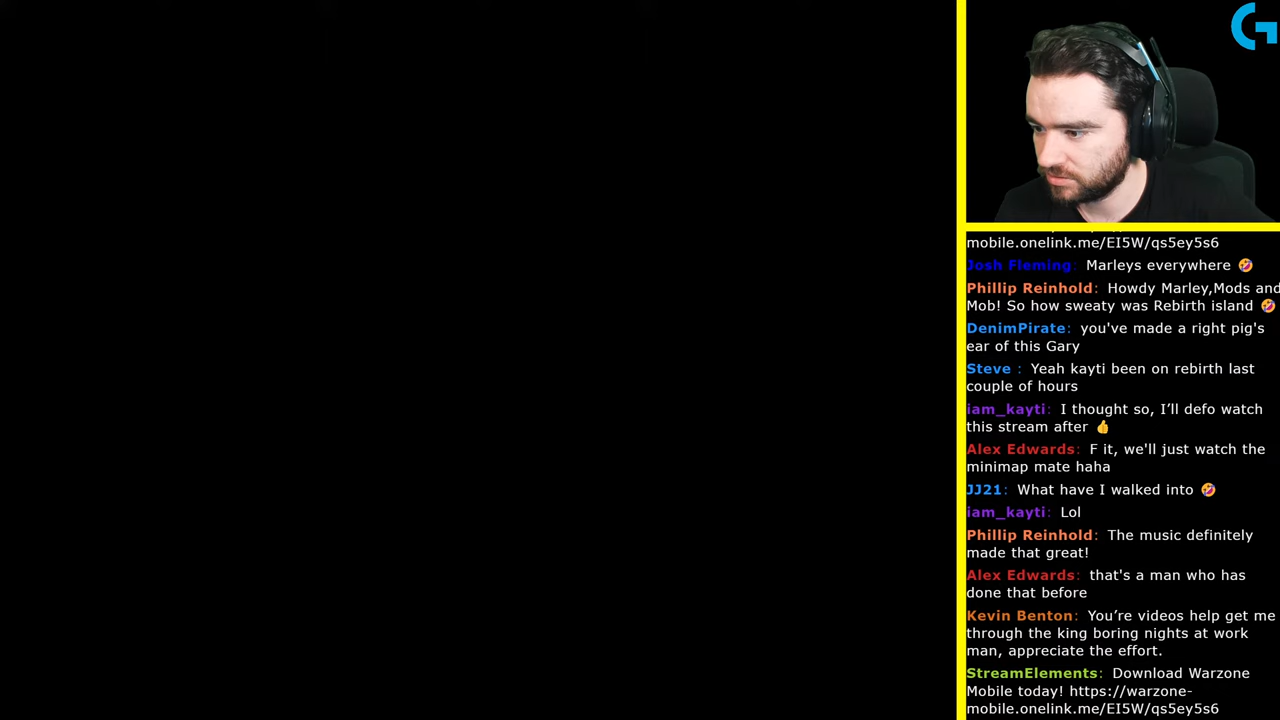 mobile.onelink.me/EI5W/qs5ey5s6
Josh Fleming: Marleys everywhere 🤣
Phillip Reinhold: Howdy Marley,Mods and
Mob! So how sweaty was Rebirth island 🤣
DenimPirate: you've made a right pig's
ear of this Gary
Steve : Yeah kayti been on rebirth last
couple of hours
iam_kayti: I thought so, I’ll defo watch
this stream after 👍
Alex Edwards: F it, we'll just watch the
minimap mate haha
JJ21: What have I walked into 🤣
iam_kayti: Lol
Phillip Reinhold: The music definitely
made that great!
Alex Edwards: that's a man who has
done that before
Kevin Benton: You’re videos help get me
through the king boring nights at work
man, appreciate the effort.
StreamElements: Download Warzone
Mobile today! https://warzone-
mobile.onelink.me/EI5W/qs5ey5s6